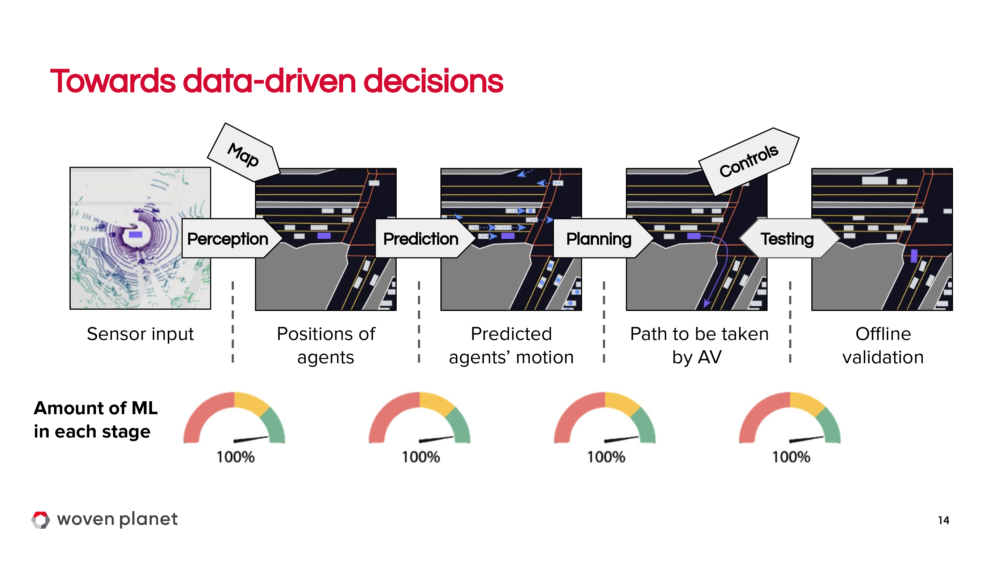 Towards data-driven decisions
Map
Controls
Perception
Prediction
Planning
Testing
Sensor input
Positions of
agents
Predicted
agents’ motion
Path to be taken
by AV
Offline
validation
Amount of ML
in each stage
100%
100%
100%
100%
woven planet
14